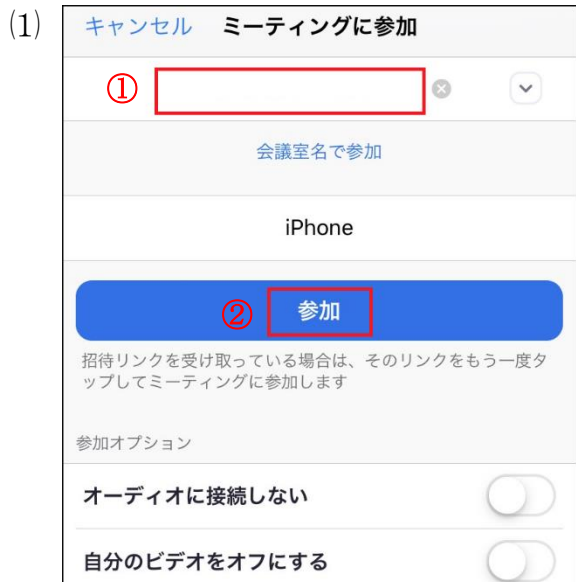 (1)
キャンセル ミーティングに参加
①
会議室名で参加
iPhone
② 参加
招待リンクを受け取っている場合は、そのリンクをもう一度タ
ップしてミーティングに参加します
参加オプション
オーディオに接続しない
自分のビデオをオフにする